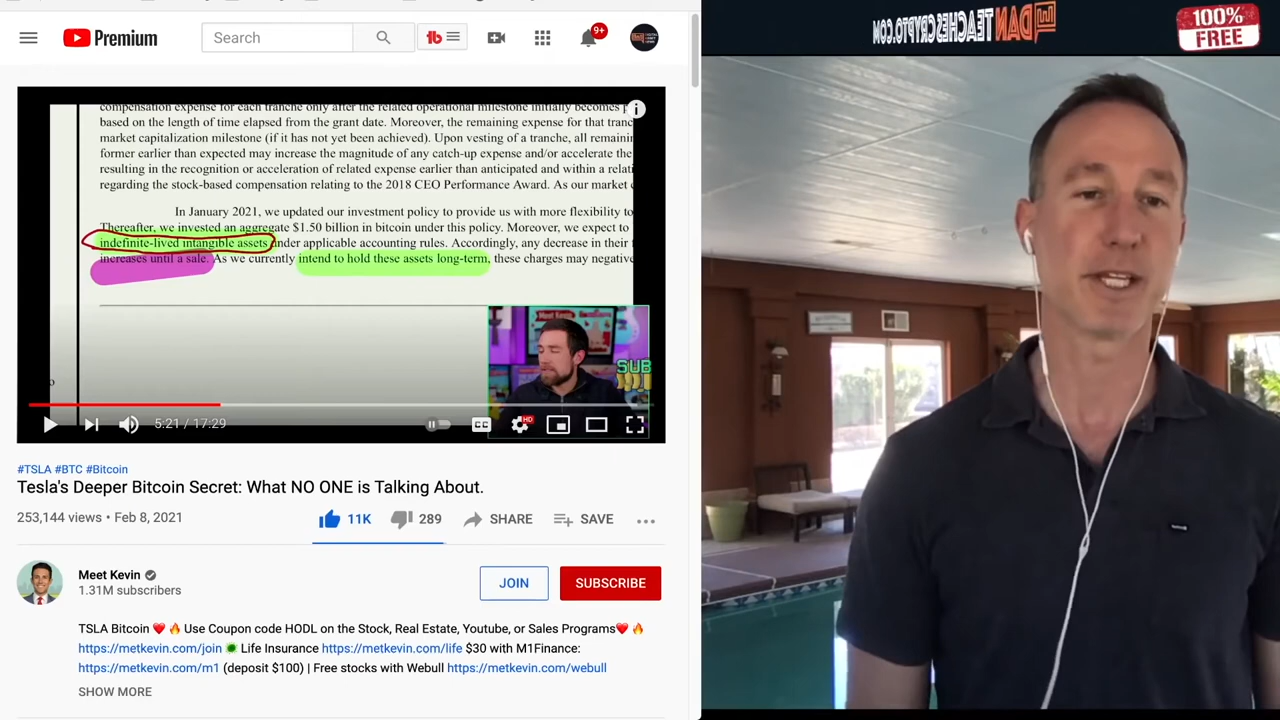 Premium
Search
9+
DANTEACHESCRYPTO.COM
100%
FREE
compensation expense for each tranche only after the related operational milestone initially becomes p
based on the length of time elapsed from the grant date. Moreover, the remaining expense for that tranc
market capitalization milestone (if it has not yet been achieved). Upon vesting of a tranche, all remainin
former earlier than expected may increase the magnitude of any catch-up expense and/or accelerate the
resulting in the recognition or acceleration of related expense earlier than anticipated and within a relati
regarding the stock-based compensation relating to the 2018 CEO Performance Award. As our market c
In January 2021, we updated our investment policy to provide us with more flexibility to
Thereafter, we invested an aggregate $1.50 billion in bitcoin under this policy. Moreover, we expect to
indefinite-lived intangible assets under applicable accounting rules. Accordingly, any decrease in their f
increases until a sale. As we currently intend to hold these assets long-term, these charges may negative
Meet Kevin
SUB
5:21 / 17:29
CC
HD
#TSLA #BTC #Bitcoin
Tesla's Deeper Bitcoin Secret: What NO ONE is Talking About.
253,144 views • Feb 8, 2021
11K
289
SHARE
SAVE
Meet Kevin
1.31M subscribers
JOIN
SUBSCRIBE
TSLA Bitcoin ❤️ 🔥 Use Coupon code HODL on the Stock, Real Estate, Youtube, or Sales Programs❤️ 🔥
https://metkevin.com/join Life Insurance https://metkevin.com/life $30 with M1Finance:
https://metkevin.com/m1 (deposit $100) | Free stocks with Webull https://metkevin.com/webull
SHOW MORE